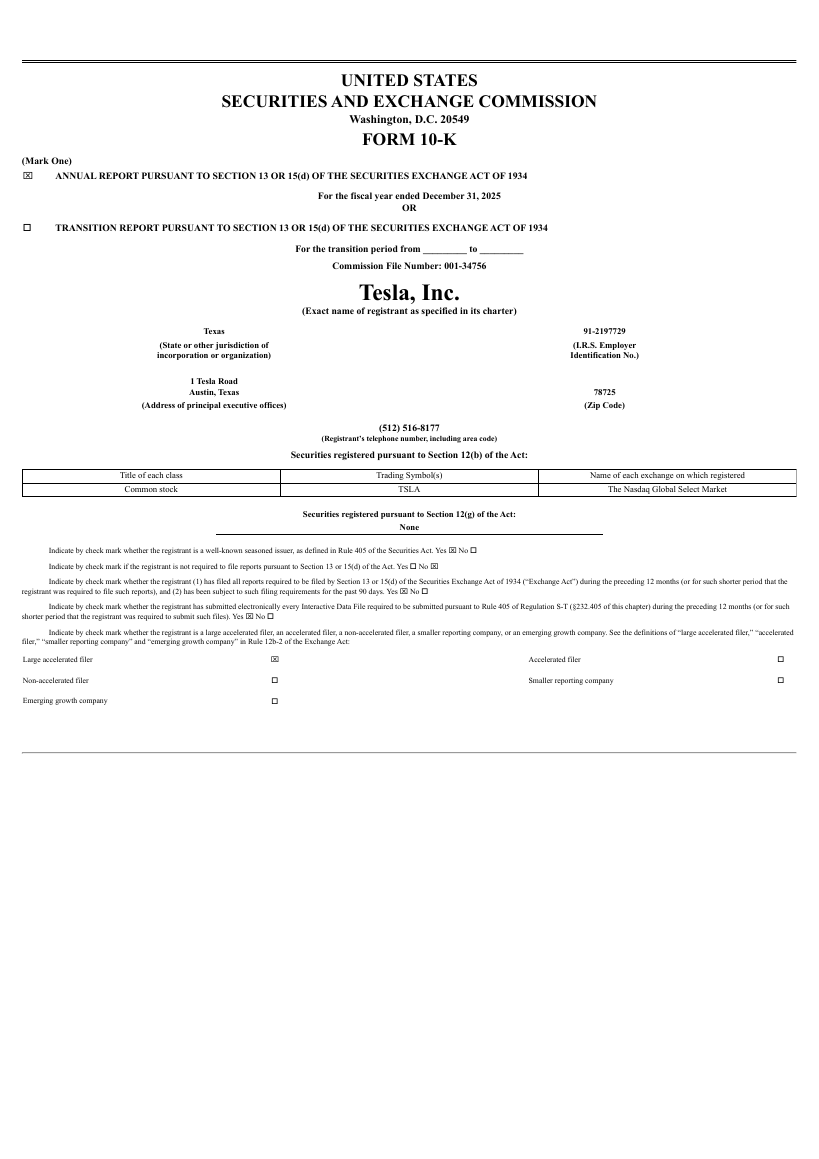 UNITED STATES
SECURITIES AND EXCHANGE COMMISSION
Washington, D.C. 20549
FORM 10-K
(Mark One)
☒ ANNUAL REPORT PURSUANT TO SECTION 13 OR 15(d) OF THE SECURITIES EXCHANGE ACT OF 1934
For the fiscal year ended December 31, 2025
OR
☐ TRANSITION REPORT PURSUANT TO SECTION 13 OR 15(d) OF THE SECURITIES EXCHANGE ACT OF 1934
For the transition period from _________ to _________
Commission File Number: 001-34756
Tesla, Inc.
(Exact name of registrant as specified in its charter)
Texas 91-2197729
(State or other jurisdiction of (I.R.S. Employer
incorporation or organization) Identification No.)
1 Tesla Road
Austin, Texas 78725
(Address of principal executive offices) (Zip Code)
(512) 516-8177
(Registrant's telephone number, including area code)
Securities registered pursuant to Section 12(b) of the Act:
Title of each class Trading Symbol(s) Name of each exchange on which registered
Common stock TSLA The Nasdaq Global Select Market
Securities registered pursuant to Section 12(g) of the Act:
None
Indicate by check mark whether the registrant is a well-known seasoned issuer, as defined in Rule 405 of the Securities Act. Yes ☒ No ☐
Indicate by check mark if the registrant is not required to file reports pursuant to Section 13 or 15(d) of the Act. Yes ☐ No ☒
Indicate by check mark whether the registrant (1) has filed all reports required to be filed by Section 13 or 15(d) of the Securities Exchange Act of 1934 (“Exchange Act”) during the preceding 12 months (or for such shorter period that the
registrant was required to file such reports), and (2) has been subject to such filing requirements for the past 90 days. Yes ☒ No ☐
Indicate by check mark whether the registrant has submitted electronically every Interactive Data File required to be submitted pursuant to Rule 405 of Regulation S-T (§232.405 of this chapter) during the preceding 12 months (or for such
shorter period that the registrant was required to submit such files). Yes ☒ No ☐
Indicate by check mark whether the registrant is a large accelerated filer, an accelerated filer, a non-accelerated filer, a smaller reporting company, or an emerging growth company. See the definitions of “large accelerated filer,” “accelerated
filer,” “smaller reporting company” and “emerging growth company” in Rule 12b-2 of the Exchange Act:
Large accelerated filer ☒ Accelerated filer ☐
Non-accelerated filer ☐ Smaller reporting company ☐
Emerging growth company ☐